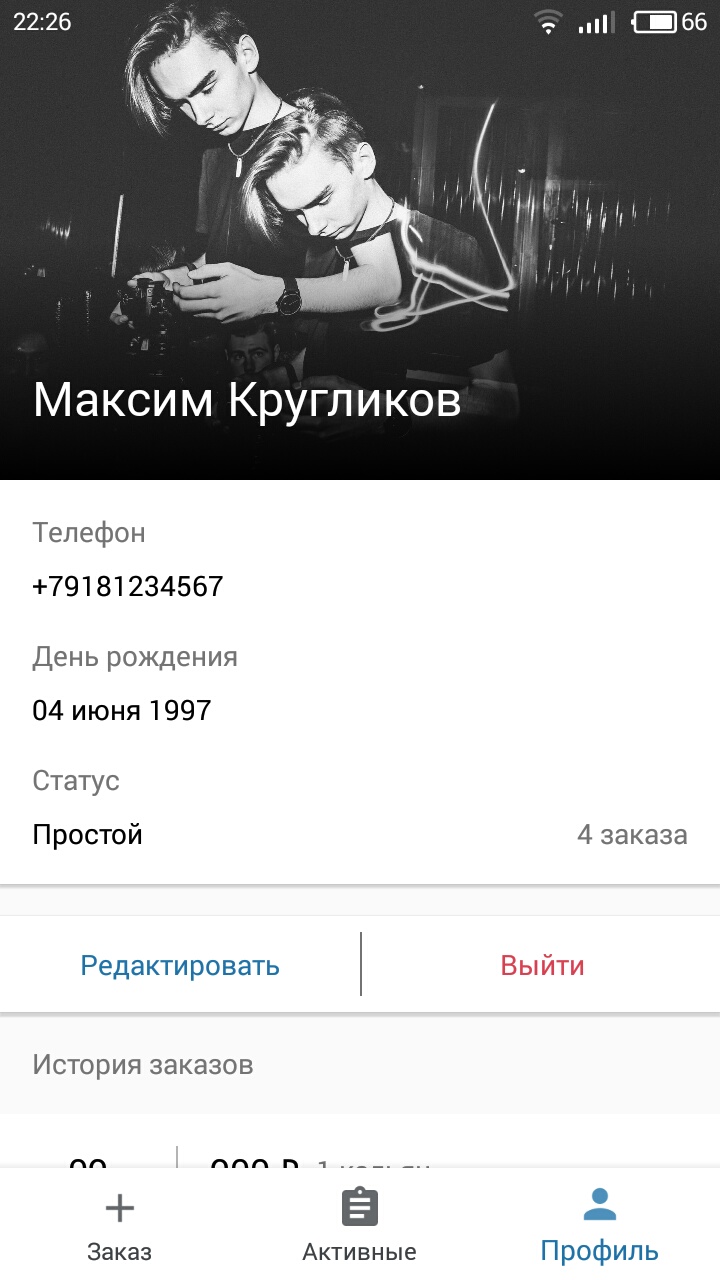 22:26 66
Максим Кругликов
Телефон
+79181234567
День рождения
04 июня 1997
Статус
Простой 4 заказа
Редактировать Выйти
История заказов
Заказ Активные Профиль